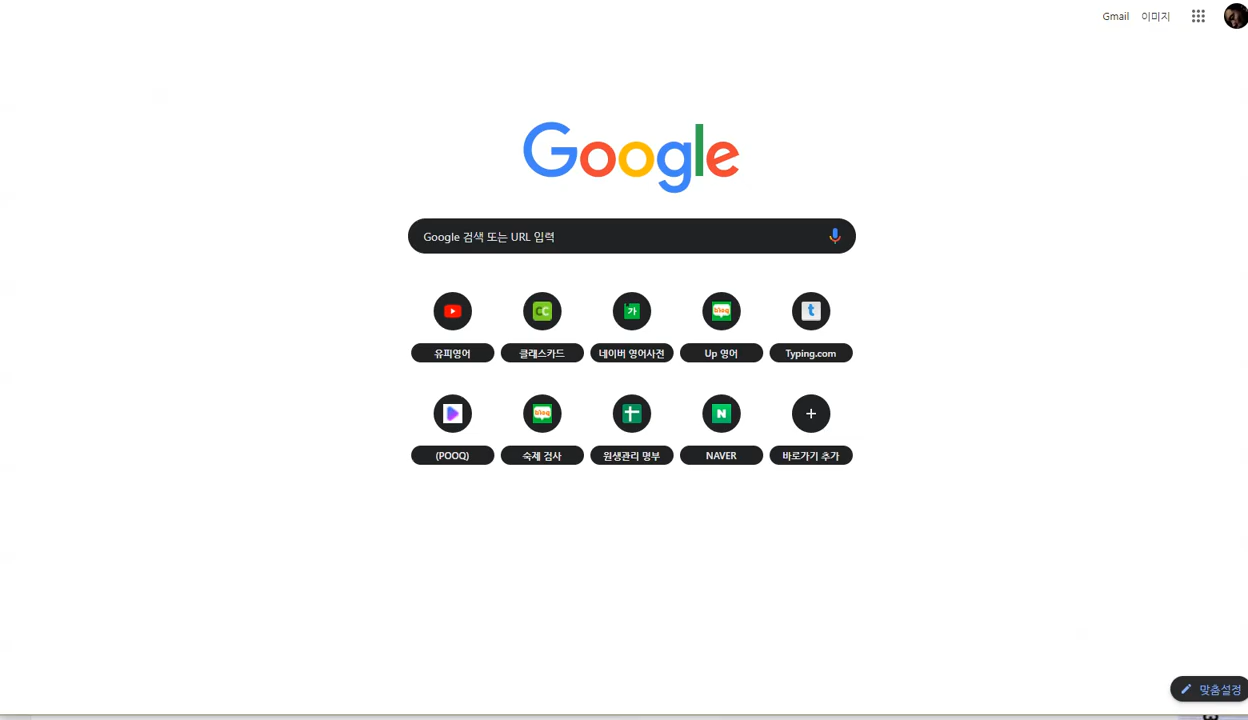 Gmail 이미지
Google
Google 검색 또는 URL 입력
유피영어 클래스카드 네이버 영어사전 Up 영어 Typing.com
(POOQ) 숙제 검사 원생관리 명부 NAVER 바로가기 추가
맞춤설정